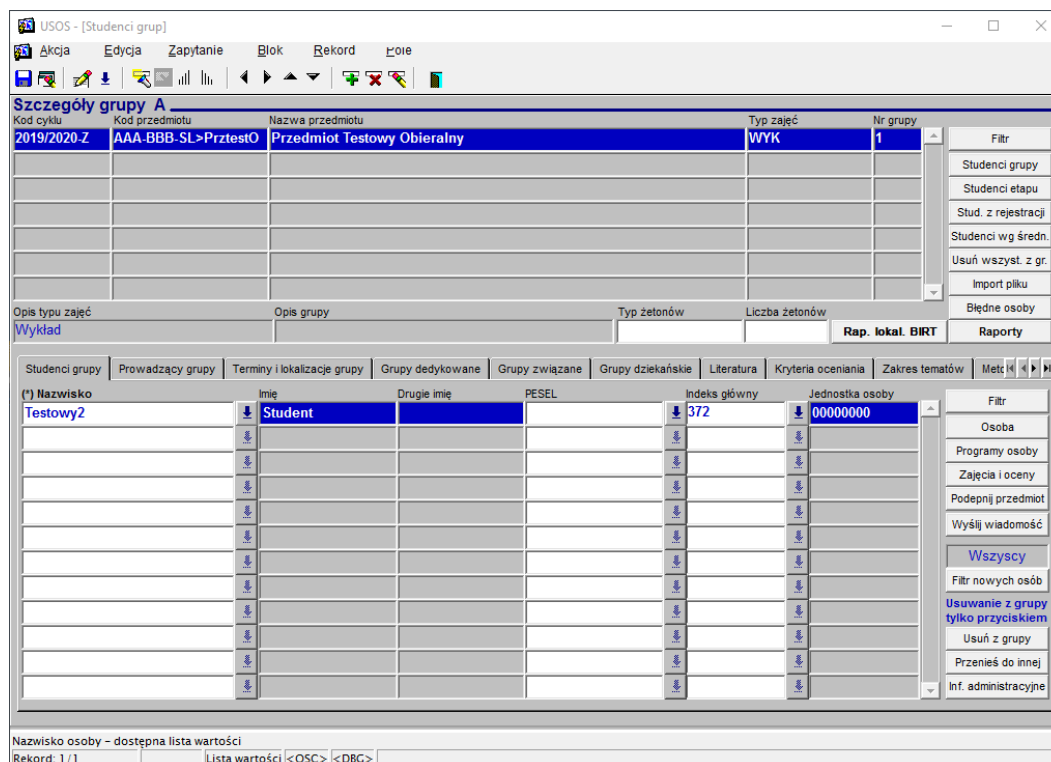 USOS - [Studenci grup]
Akcja Edycja Zapytanie Blok Rekord Pole
Szczegóły grupy A
Kod cyklu Kod przedmiotu Nazwa przedmiotu Typ zajęć Nr grupy
2019/2020-Z AAA-BBB-SL>PrztestO Przedmiot Testowy Obieralny WYK 1
Filtr
Studenci grupy
Studenci etapu
Stud. z rejestracji
Studenci wg średn.
Usuń wszyst. z gr.
Import pliku
Błędne osoby
Opis typu zajęć Opis grupy Typ żetonów Liczba żetonów
Wykład Rap. lokal. BIRT Raporty
Studenci grupy Prowadzący grupy Terminy i lokalizacje grupy Grupy dedykowane Grupy związane Grupy dziekańskie Literatura Kryteria oceniania Zakres tematów Metc
(*) Nazwisko Imię Drugie imię PESEL Indeks główny Jednostka osoby
Testowy2 Student 372 00000000
Filtr
Osoba
Programy osoby
Zajęcia i oceny
Podepnij przedmiot
Wyślij wiadomość
Wszyscy
Filtr nowych osób
Usuwanie z grupy
tylko przyciskiem
Usuń z grupy
Przenieś do innej
Inf. administracyjne
Nazwisko osoby – dostępna lista wartości
Rekord: 1/1 Lista wartości <OSC> <DBG>